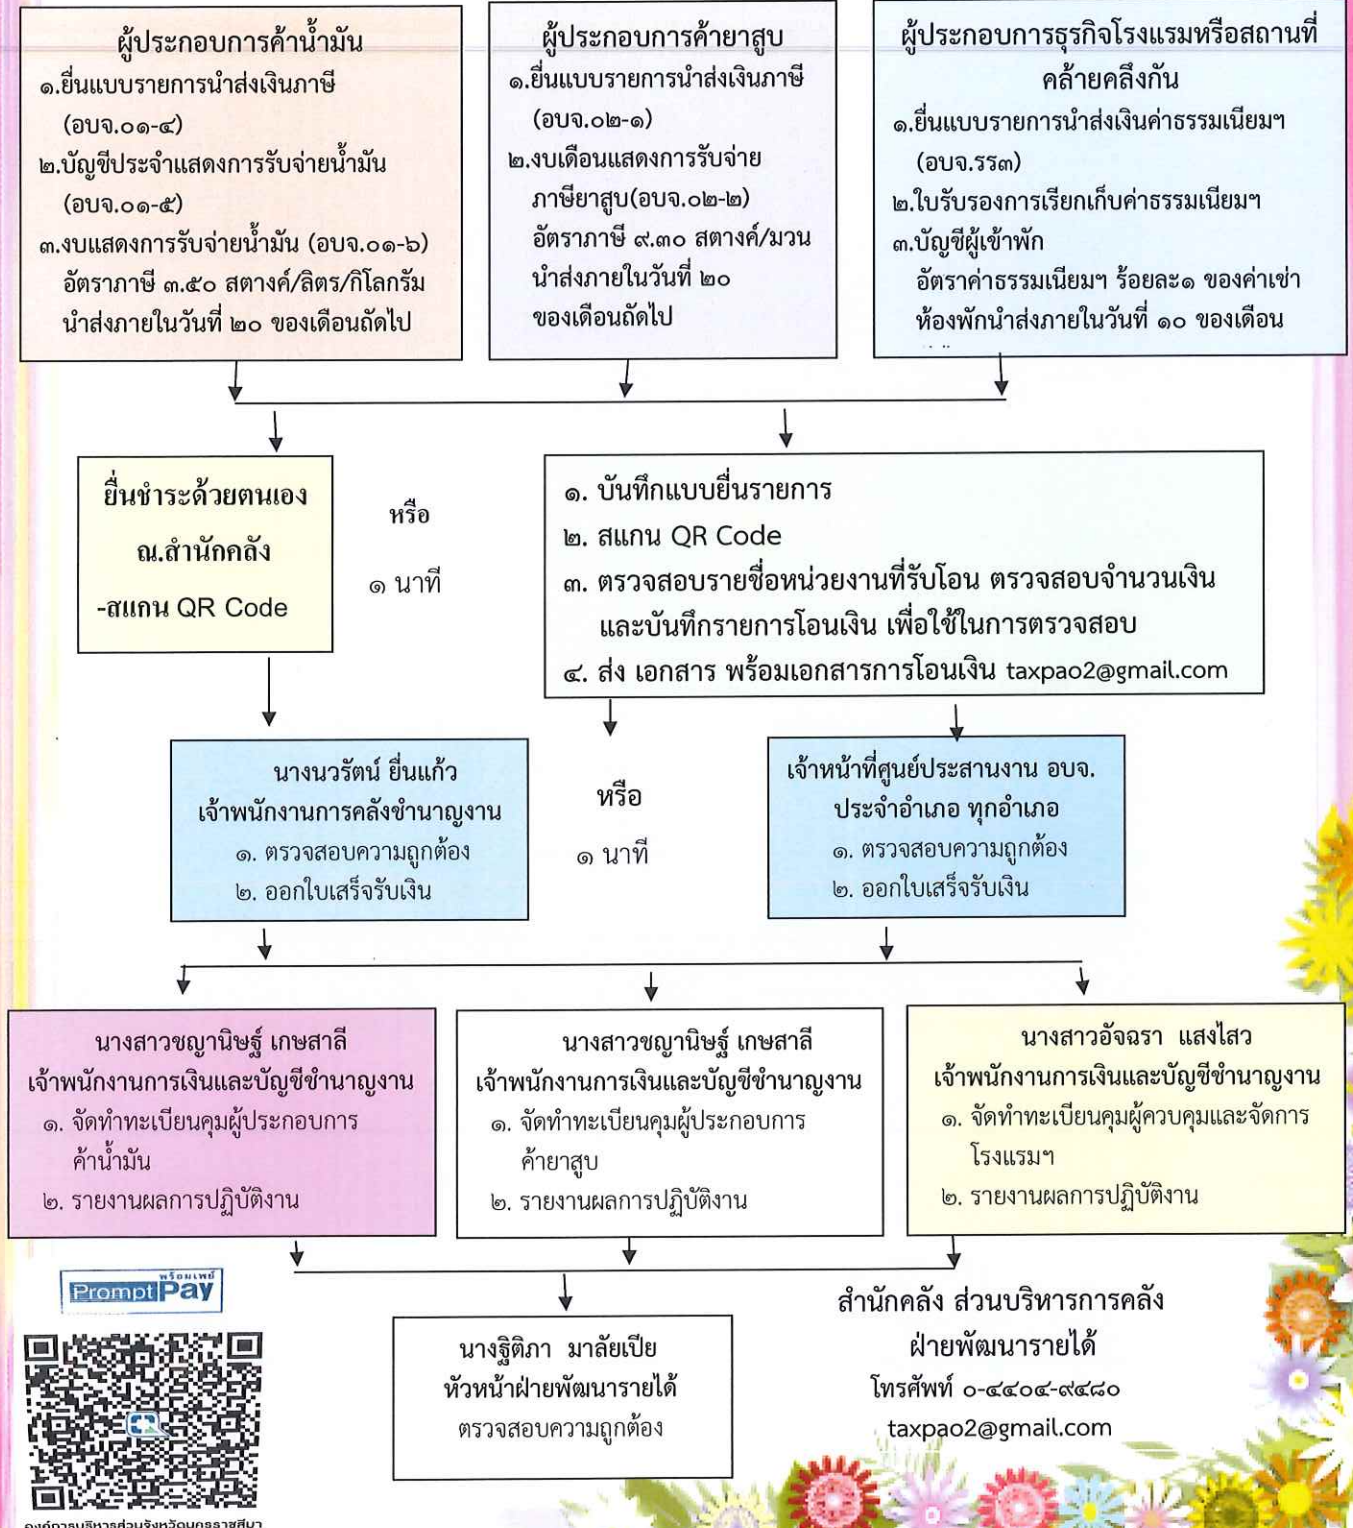 ผู้ประกอบการค้าน้ำมัน
๑.ยื่นแบบรายการนำส่งเงินภาษี
(อบจ.๐๑-๔)
๒.บัญชีประจำแสดงการรับจ่ายน้ำมัน
(อบจ.๐๑-๕)
๓.งบแสดงการรับจ่ายน้ำมัน (อบจ.๐๑-๖)
อัตราภาษี ๓.๕๐ สตางค์/ลิตร/กิโลกรัม
นำส่งภายในวันที่ ๒๐ ของเดือนถัดไป
ผู้ประกอบการค้ายาสูบ
๑.ยื่นแบบรายการนำส่งเงินภาษี
(อบจ.๐๒-๑)
๒.งบเดือนแสดงการรับจ่าย
ภาษียาสูบ(อบจ.๐๒-๒)
อัตราภาษี ๙.๓๐ สตางค์/มวน
นำส่งภายในวันที่ ๒๐
ของเดือนถัดไป
ผู้ประกอบการธุรกิจโรงแรมหรือสถานที่
คล้ายคลึงกัน
๑.ยื่นแบบรายการนำส่งเงินค่าธรรมเนียมฯ
(อบจ.รร๓)
๒.ใบรับรองการเรียกเก็บค่าธรรมเนียมฯ
๓.บัญชีผู้เข้าพัก
อัตราค่าธรรมเนียมฯ ร้อยละ๑ ของค่าเช่า
ห้องพักนำส่งภายในวันที่ ๑๐ ของเดือน
ยื่นชำระด้วยตนเอง
ณ.สำนักคลัง
-สแกน QR Code
หรือ
๑ นาที
๑. บันทึกแบบยื่นรายการ
๒. สแกน QR Code
๓. ตรวจสอบรายชื่อหน่วยงานที่รับโอน ตรวจสอบจำนวนเงิน
และบันทึกรายการโอนเงิน เพื่อใช้ในการตรวจสอบ
๔. ส่ง เอกสาร พร้อมเอกสารการโอนเงิน taxpao2@gmail.com
นางนวรัตน์ ยื่นแก้ว
เจ้าพนักงานการคลังชำนาญงาน
๑. ตรวจสอบความถูกต้อง
๒. ออกใบเสร็จรับเงิน
หรือ
๑ นาที
เจ้าหน้าที่ศูนย์ประสานงาน อบจ.
ประจำอำเภอ ทุกอำเภอ
๑. ตรวจสอบความถูกต้อง
๒. ออกใบเสร็จรับเงิน
นางสาวชญานิษฐ์ เกษสาลี
เจ้าพนักงานการเงินและบัญชีชำนาญงาน
๑. จัดทำทะเบียนคุมผู้ประกอบการ
ค้าน้ำมัน
๒. รายงานผลการปฏิบัติงาน
นางสาวชญานิษฐ์ เกษสาลี
เจ้าพนักงานการเงินและบัญชีชำนาญงาน
๑. จัดทำทะเบียนคุมผู้ประกอบการ
ค้ายาสูบ
๒. รายงานผลการปฏิบัติงาน
นางสาวอัจฉรา แสงไสว
เจ้าพนักงานการเงินและบัญชีชำนาญงาน
๑. จัดทำทะเบียนคุมผู้ควบคุมและจัดการ
โรงแรมฯ
๒. รายงานผลการปฏิบัติงาน
พร้อมเพย์
PromptPay
นางฐิติภา มาลัยเปีย
หัวหน้าฝ่ายพัฒนารายได้
ตรวจสอบความถูกต้อง
สำนักคลัง ส่วนบริหารการคลัง
ฝ่ายพัฒนารายได้
โทรศัพท์ ๐-๔๔๐๔-๙๔๘๐
taxpao2@gmail.com
องค์การบริหารส่วนจังหวัดนครราชสีมา